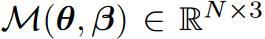 𝓜(𝜽, 𝜷) ∈ ℝ^{N×3}